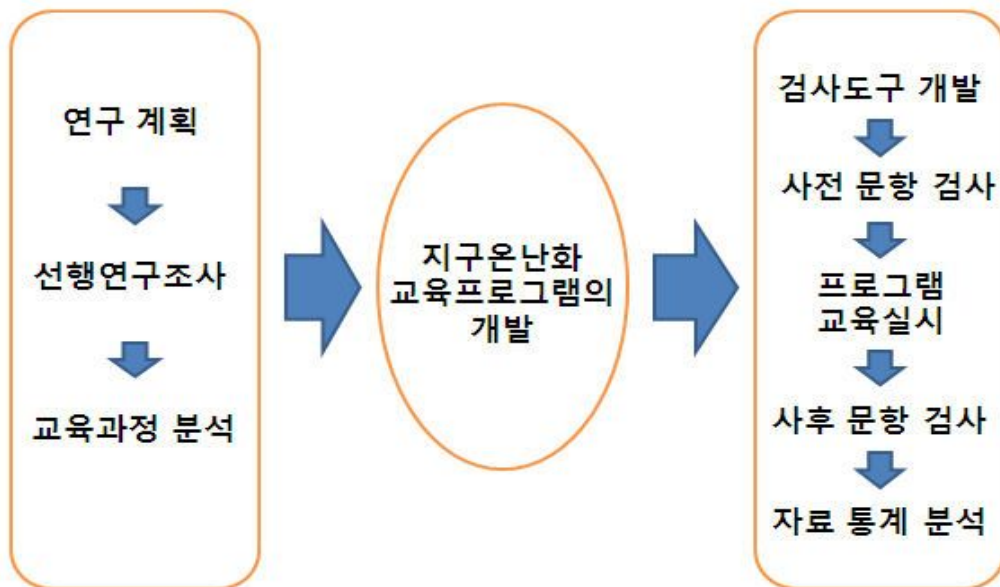 연구 계획
선행연구조사
교육과정 분석
지구온난화
교육프로그램의
개발
검사도구 개발
사전 문항 검사
프로그램
교육실시
사후 문항 검사
자료 통계 분석